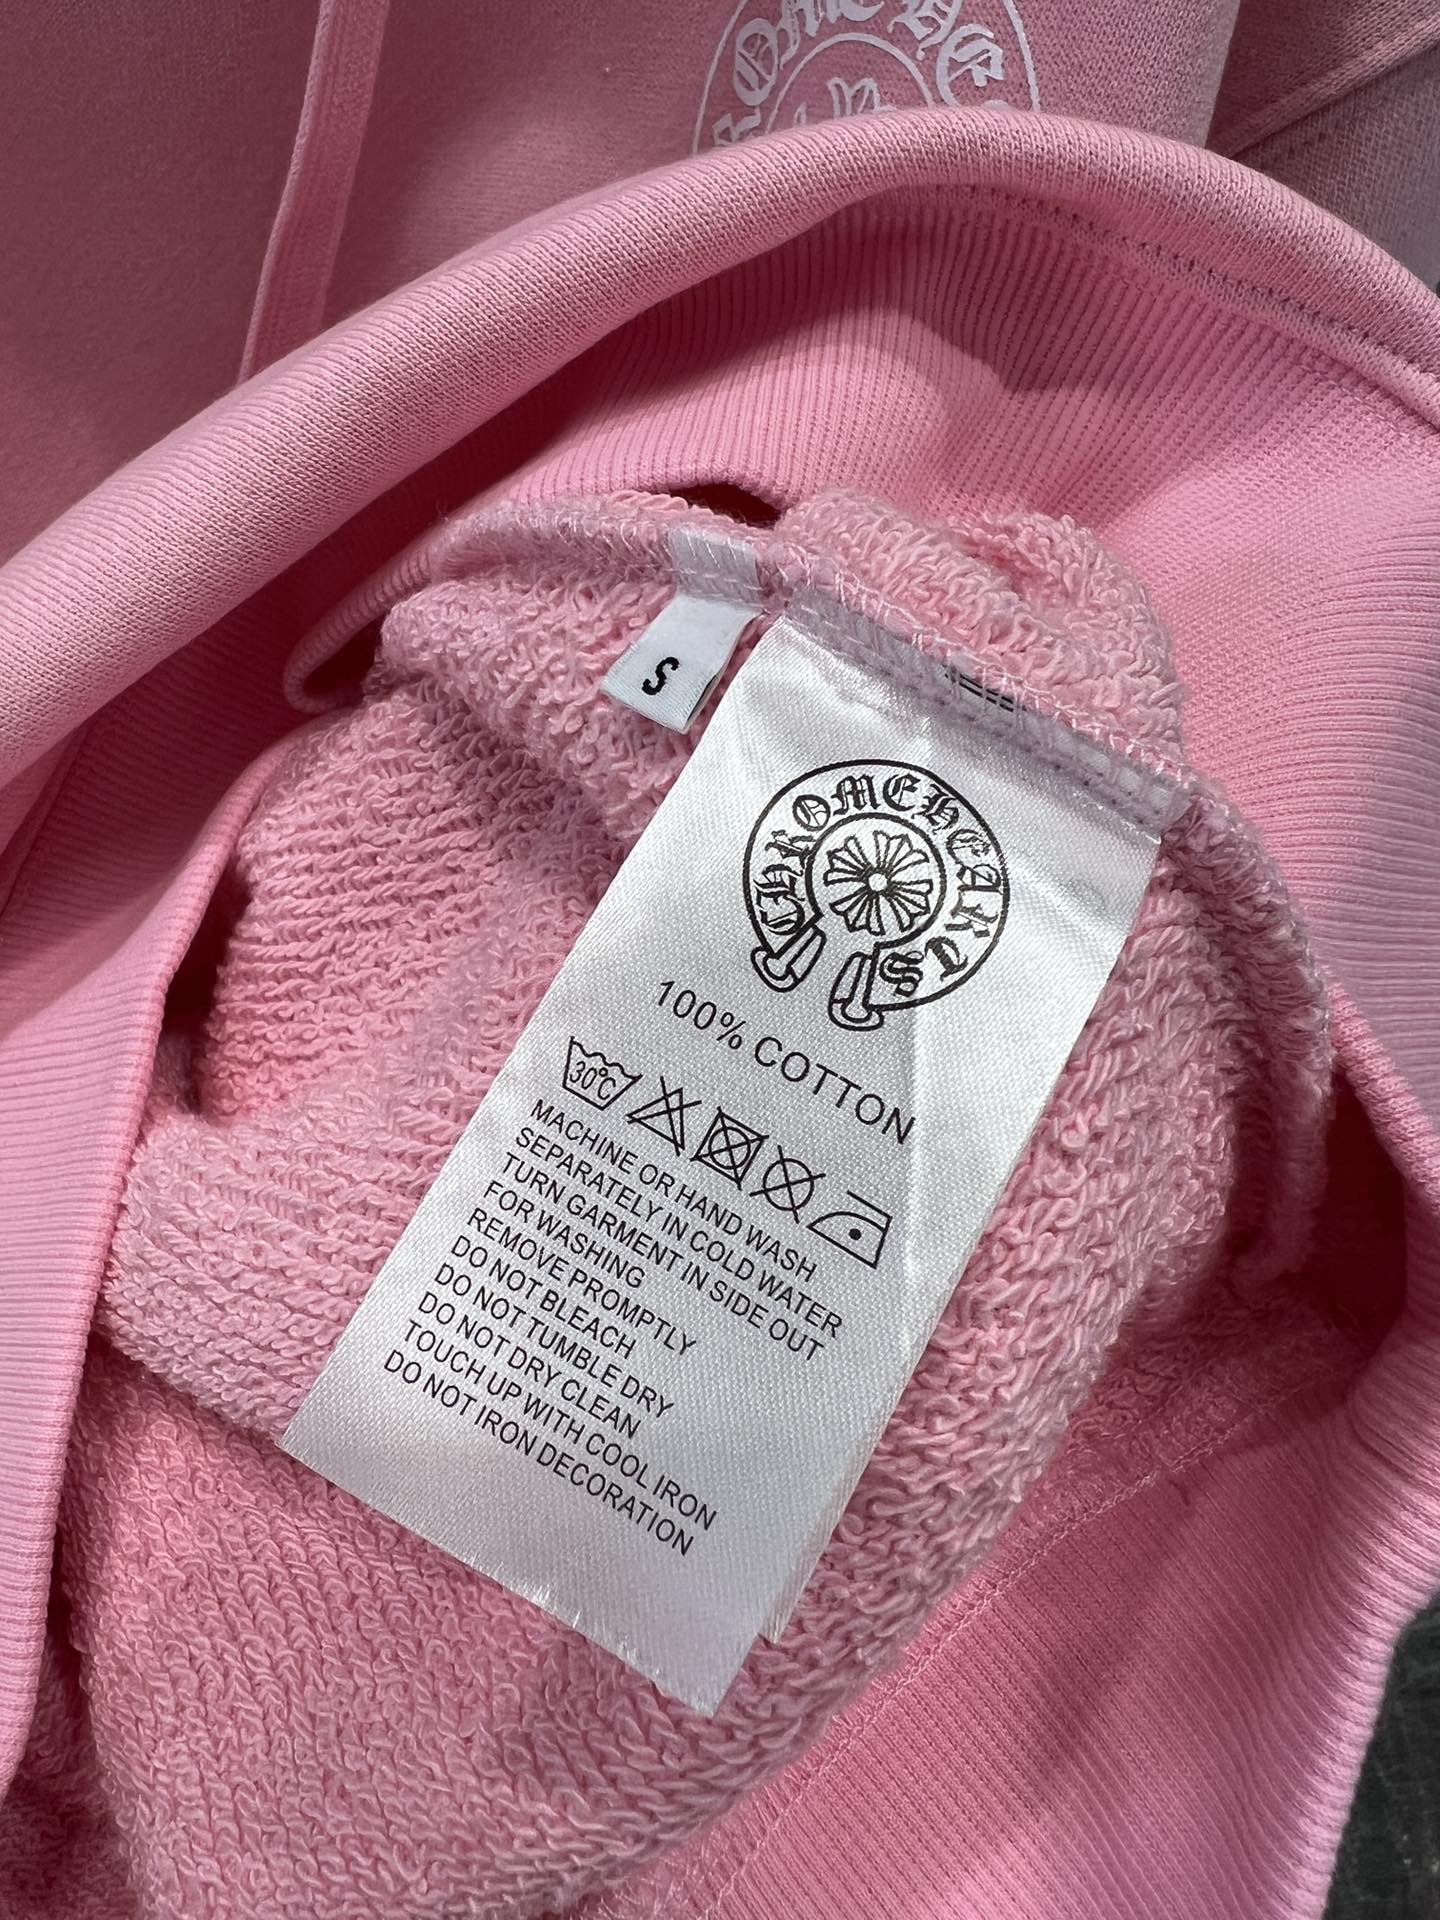 S
CHROME HEARTS
100% COTTON
30°C
MACHINE OR HAND WASH
SEPARATELY IN COLD WATER
TURN GARMENT IN SIDE OUT
FOR WASHING
REMOVE PROMPTLY
DO NOT BLEACH
DO NOT TUMBLE DRY
DO NOT DRY CLEAN
TOUCH UP WITH COOL IRON
DO NOT IRON DECORATION